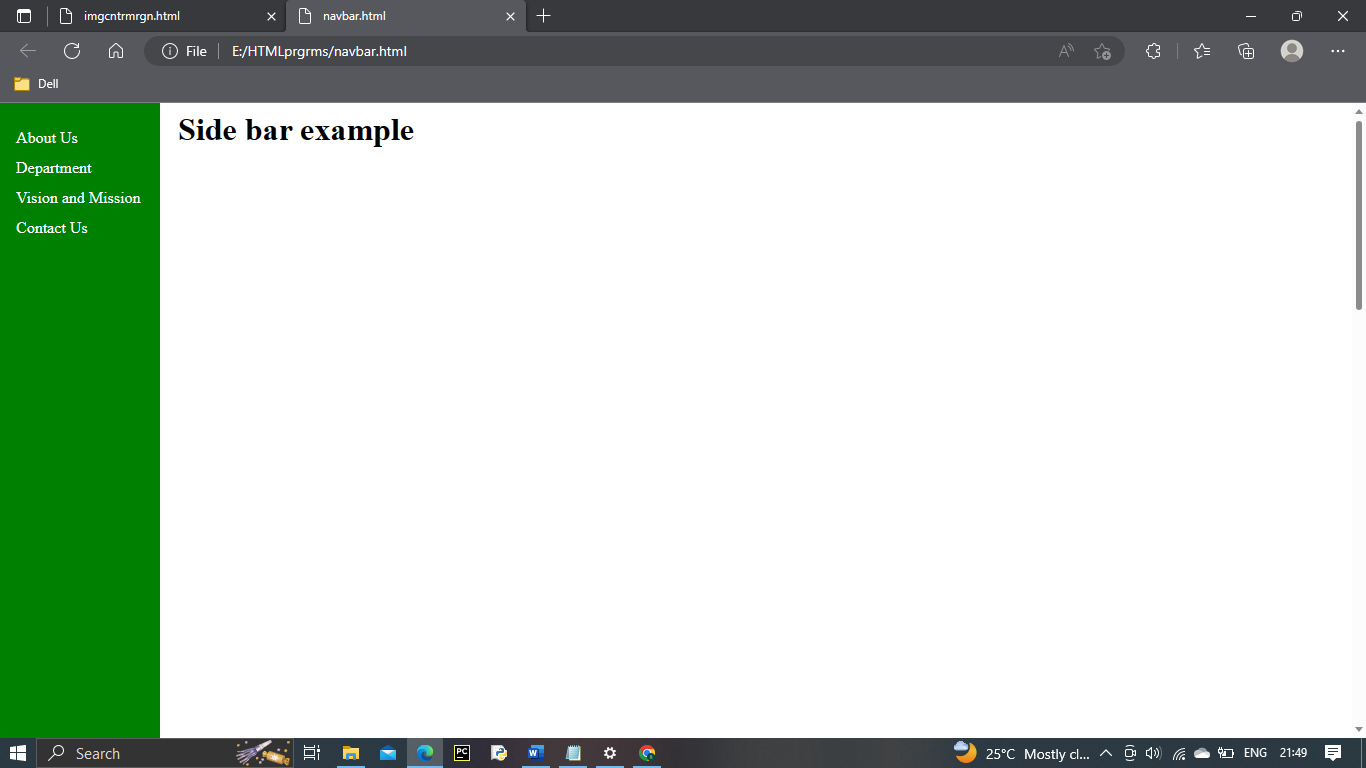 imgcntrmrgn.html
navbar.html
File
E:/HTMLprgrms/navbar.html
A
Dell
About Us
Department
Vision and Mission
Contact Us
Side bar example
Search
PC
W
25°C Mostly cl...
ENG
21:49